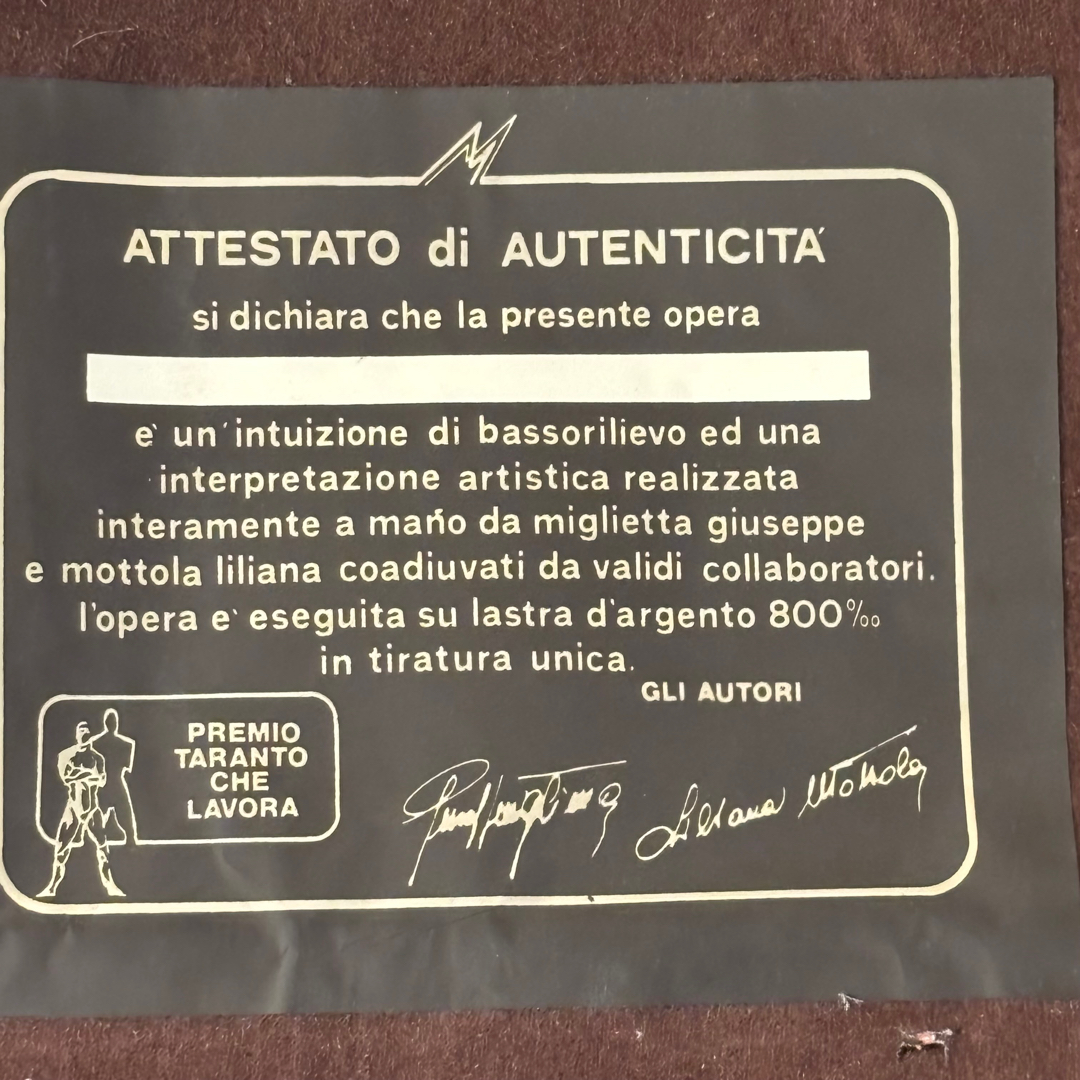 M
ATTESTATO di AUTENTICITA'
si dichiara che la presente opera
e' un'intuizione di bassorilievo ed una
interpretazione artistica realizzata
interamente a mano da miglietta giuseppe
e mottola liliana coadiuvati da validi collaboratori.
l'opera e' eseguita su lastra d'argento 800‰
in tiratura unica.
GLI AUTORI
PREMIO
TARANTO
CHE
LAVORA
Liliana Mottola